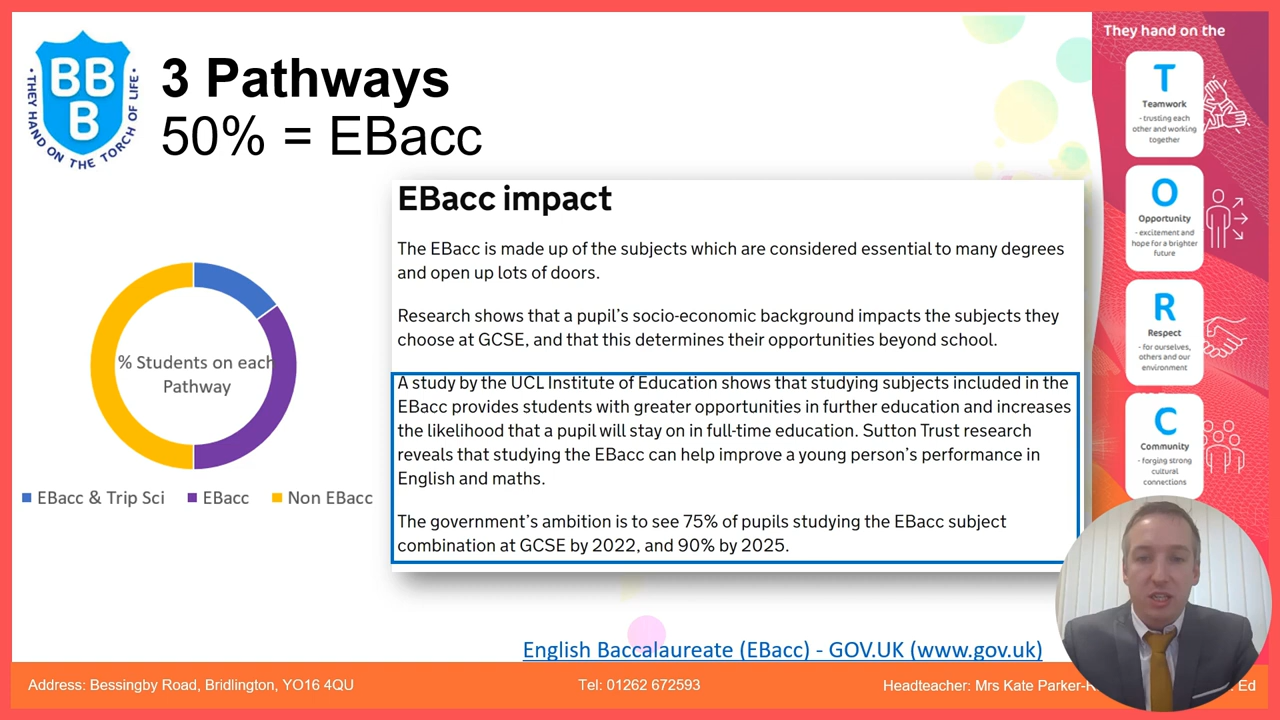 BB
B
THEY HAND ON THE TORCH OF LIFE
3 Pathways
50% = EBacc
% Students on each
Pathway
EBacc & Trip Sci
EBacc
Non EBacc
EBacc impact
The EBacc is made up of the subjects which are considered essential to many degrees
and open up lots of doors.
Research shows that a pupil's socio-economic background impacts the subjects they
choose at GCSE, and that this determines their opportunities beyond school.
A study by the UCL Institute of Education shows that studying subjects included in the
EBacc provides students with greater opportunities in further education and increases
the likelihood that a pupil will stay on in full-time education. Sutton Trust research
reveals that studying the EBacc can help improve a young person's performance in
English and maths.
The government's ambition is to see 75% of pupils studying the EBacc subject
combination at GCSE by 2022, and 90% by 2025.
English Baccalaureate (EBacc) - GOV.UK (www.gov.uk)
They hand on the
T
Teamwork
- trusting each
other and working
together
O
Opportunity
- excitement and
hope for a brighter
future
R
Respect
- for ourselves,
others and our
environment
C
Community
- forging strong
cultural
connections
Address: Bessingby Road, Bridlington, YO16 4QU
Tel: 01262 672593
Headteacher: Mrs Kate Parker-
Ed